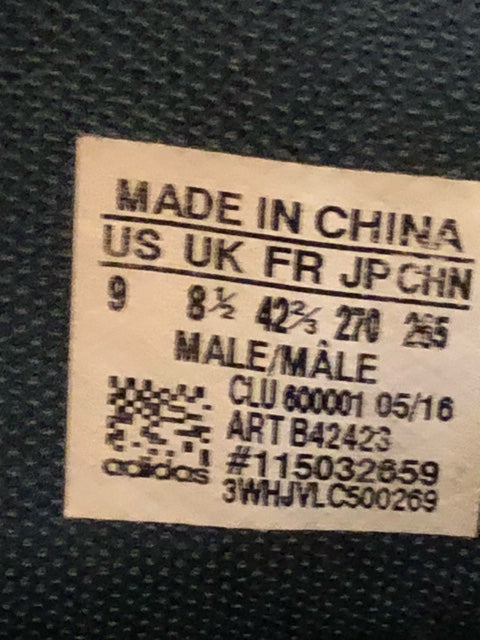 MADE IN CHINA
US UK FR JP CHN
9 8½ 42⅔ 270 265
MALE/MÂLE
CLU 600001 05/16
ART B42423
adidas #115032659
3WHJVLC500269